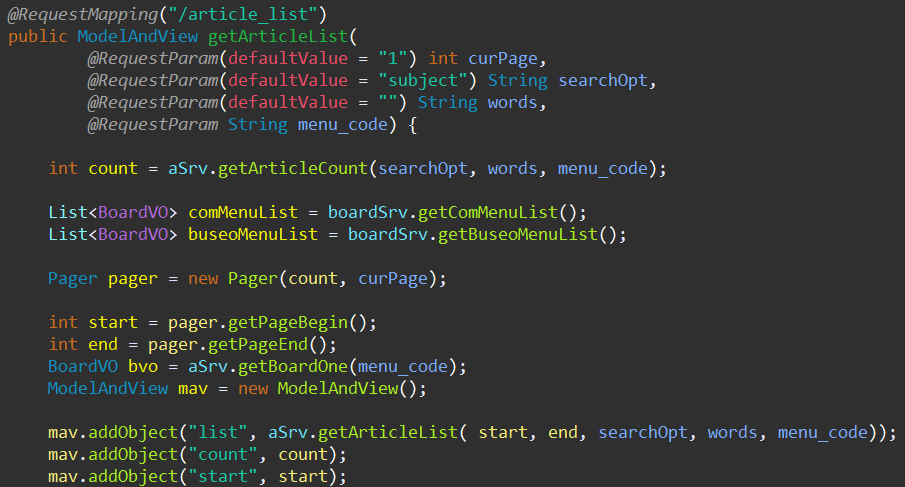 @RequestMapping("/article_list")
public ModelAndView getArticleList(
        @RequestParam(defaultValue = "1") int curPage,
        @RequestParam(defaultValue = "subject") String searchOpt,
        @RequestParam(defaultValue = "") String words,
        @RequestParam String menu_code) {
    int count = aSrv.getArticleCount(searchOpt, words, menu_code);
    List<BoardVO> comMenuList = boardSrv.getComMenuList();
    List<BoardVO> buseoMenuList = boardSrv.getBuseoMenuList();
    Pager pager = new Pager(count, curPage);
    int start = pager.getPageBegin();
    int end = pager.getPageEnd();
    BoardVO bvo = aSrv.getBoardOne(menu_code);
    ModelAndView mav = new ModelAndView();
    mav.addObject("list", aSrv.getArticleList( start, end, searchOpt, words, menu_code));
    mav.addObject("count", count);
    mav.addObject("start", start);